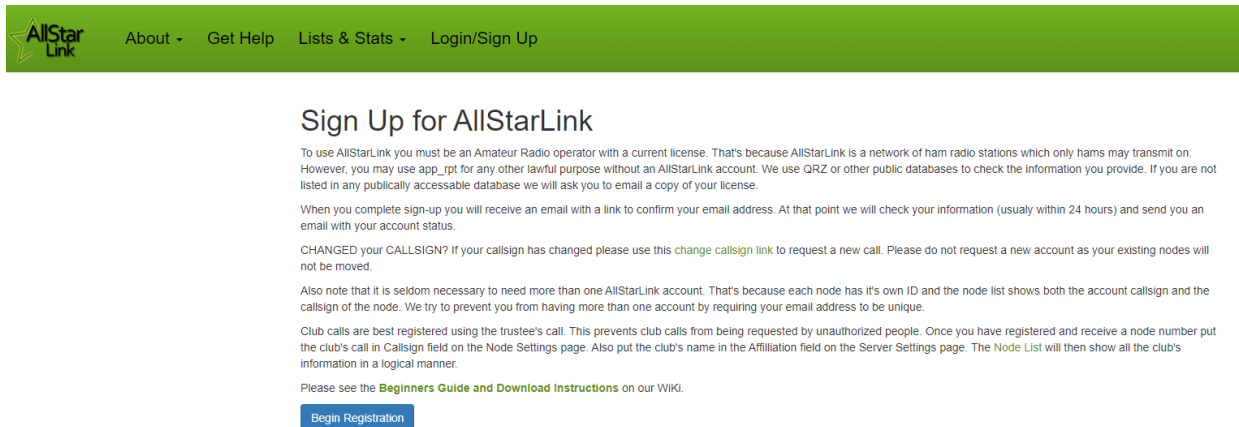 AllStar
Link
About
Get Help
Lists & Stats
Login/Sign Up
Sign Up for AllStarLink
To use AllStarLink you must be an Amateur Radio operator with a current license. That's because AllStarLink is a network of ham radio stations which only hams may transmit on.
However, you may use app_rpt for any other lawful purpose without an AllStarLink account. We use QRZ or other public databases to check the information you provide. If you are not
listed in any publically accessable database we will ask you to email a copy of your license.
When you complete sign-up you will receive an email with a link to confirm your email address. At that point we will check your information (usualy within 24 hours) and send you an
email with your account status.
CHANGED your CALLSIGN? If your callsign has changed please use this change callsign link to request a new call. Please do not request a new account as your existing nodes will
not be moved.
Also note that it is seldom necessary to need more than one AllStarLink account. That's because each node has it's own ID and the node list shows both the account callsign and the
callsign of the node. We try to prevent you from having more than one account by requiring your email address to be unique.
Club calls are best registered using the trustee's call. This prevents club calls from being requested by unauthorized people. Once you have registered and receive a node number put
the club's call in Callsign field on the Node Settings page. Also put the club's name in the Affilliation field on the Server Settings page. The Node List will then show all the club's
information in a logical manner.
Please see the Beginners Guide and Download Instructions on our WiKi.
Begin Registration